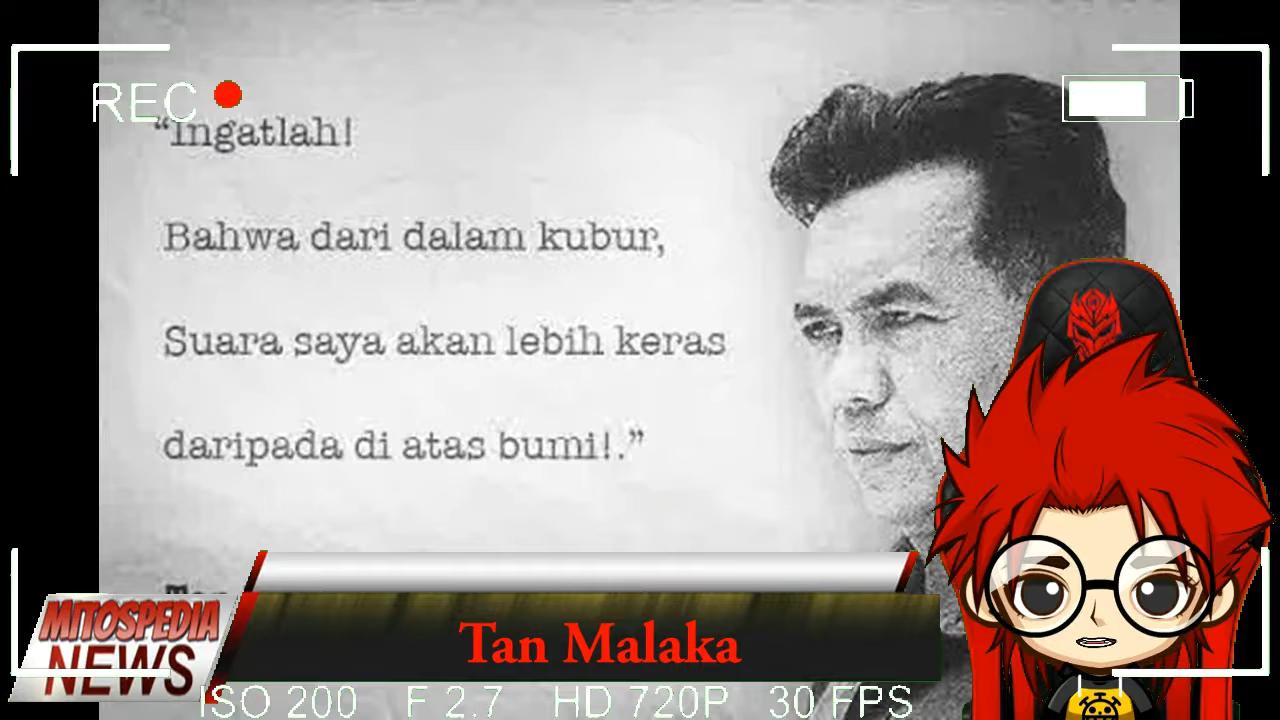 REC
“Ingatlah!
Bahwa dari dalam kubur,
Suara saya akan lebih keras
daripada di atas bumi!.”
MITOSPEDIA
NEWS
Tan Malaka
ISO 200 F 2.7 HD 720P 30 FPS